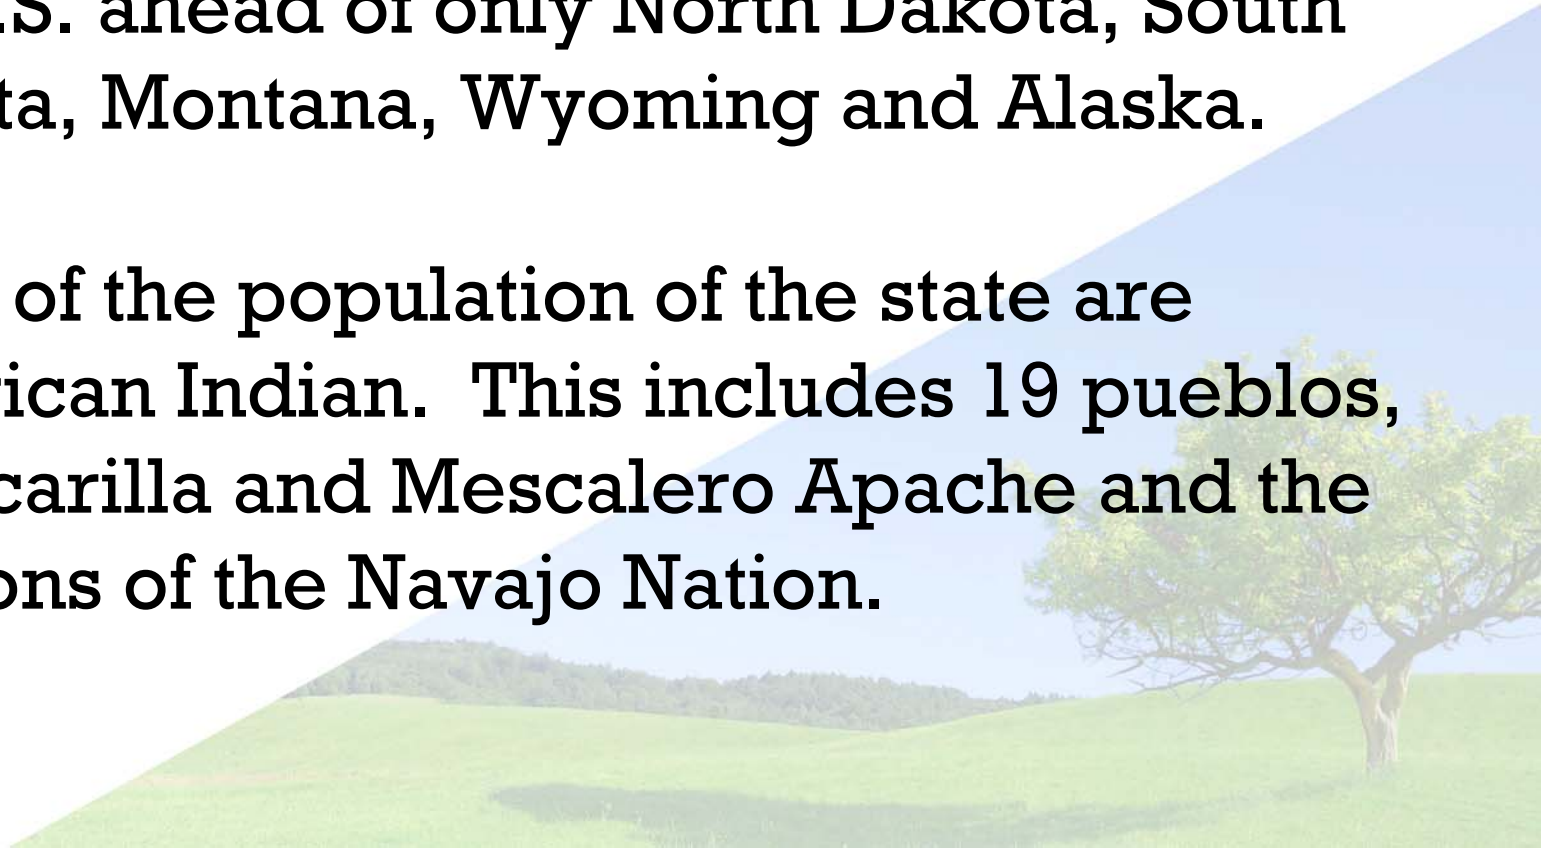 .S. ahead of only North Dakota, South
ta, Montana, Wyoming and Alaska.
of the population of the state are
ican Indian.  This includes 19 pueblos,
carilla and Mescalero Apache and the
ons of the Navajo Nation.